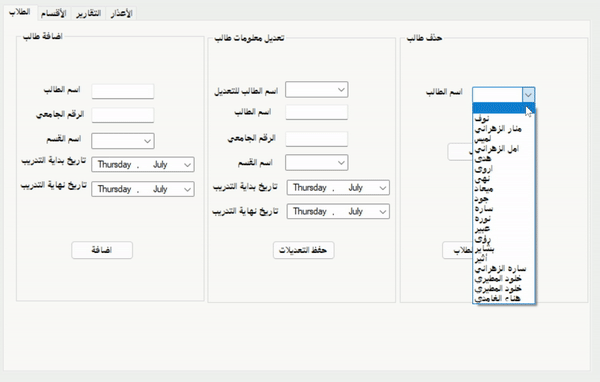 الطلاب الأقسام التقارير الأعذار
اضافة طالب
اسم الطالب
الرقم الجامعي
اسم القسم
تاريخ بداية التدريب Thursday , July
تاريخ نهاية التدريب Thursday , July
اضافة
تعديل معلومات طالب
اسم الطالب للتعديل
اسم الطالب
الرقم الجامعي
اسم القسم
تاريخ بداية التدريب Thursday , July
تاريخ نهاية التدريب Thursday , July
حفظ التعديلات
حذف طالب
اسم الطالب
نوف
منار الزهراني
لميس
امل الزهراني
هدى
اروى
نهى
ميعاد
جود
ساره
نوره
عبير
رؤى
بشاير
أثير
ساره الزهراني
خلود المطيري
خلود المطيري
هناء الغامدي